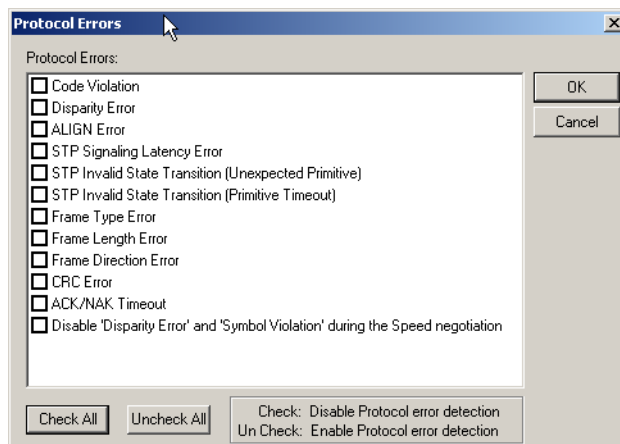 Protocol Errors
Protocol Errors:
Code Violation
Disparity Error
ALIGN Error
STP Signaling Latency Error
STP Invalid State Transition (Unexpected Primitive)
STP Invalid State Transition (Primitive Timeout)
Frame Type Error
Frame Length Error
Frame Direction Error
CRC Error
ACK/NAK Timeout
Disable 'Disparity Error' and 'Symbol Violation' during the Speed negotiation
OK
Cancel
Check All
Uncheck All
Check: Disable Protocol error detection
Un Check: Enable Protocol error detection